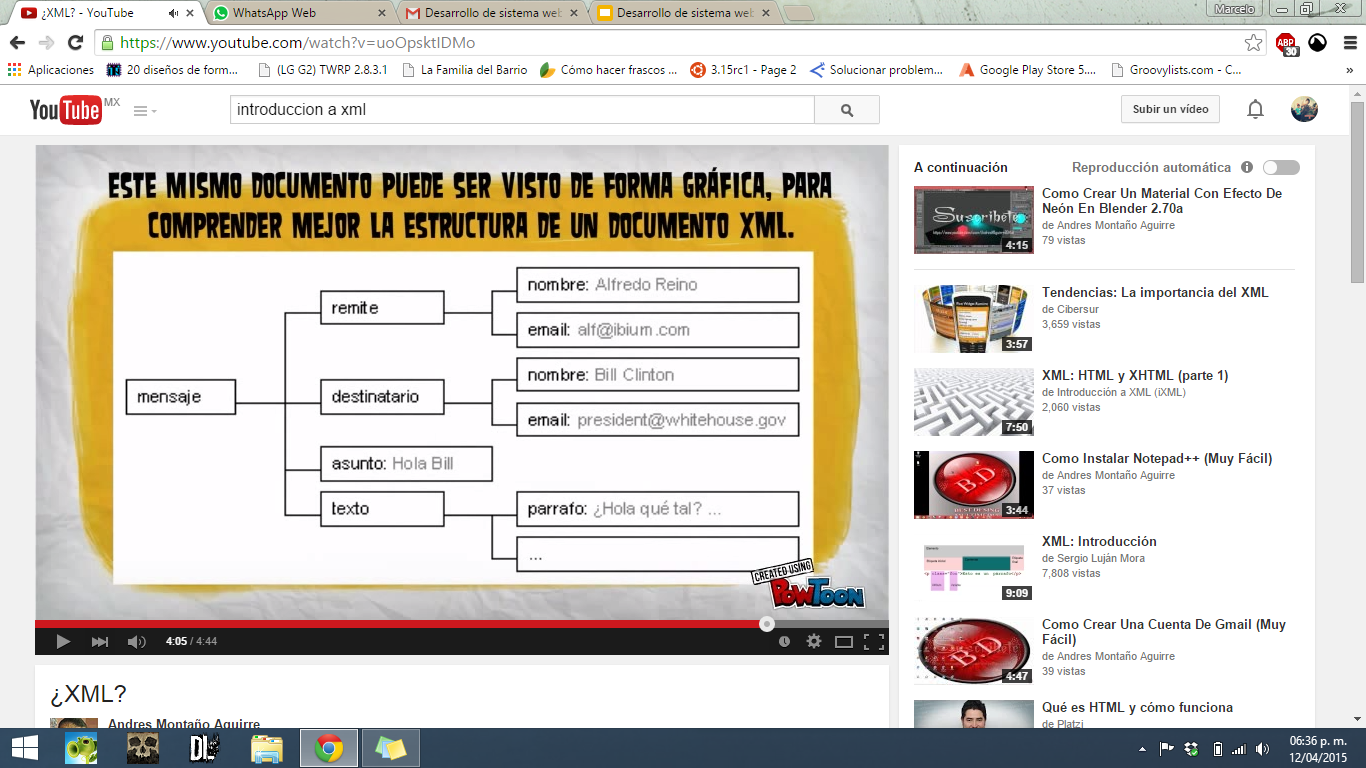 ¿XML? - YouTube
WhatsApp Web
Desarrollo de sistema web
Desarrollo de sistema web
Marcelo
https://www.youtube.com/watch?v=uoOpsktIDMo
ABP
30
Aplicaciones
20 diseños de form...
(LG G2) TWRP 2.8.3.1
La Familia del Barrio
Cómo hacer frascos ...
3.15rc1 - Page 2
Solucionar problem...
Google Play Store 5....
Groovylists.com - C...
»
YouTube MX
introduccion a xml
Subir un vídeo
ESTE MISMO DOCUMENTO PUEDE SER VISTO DE FORMA GRÁFICA, PARA
COMPRENDER MEJOR LA ESTRUCTURA DE UN DOCUMENTO XML.
mensaje
remite
nombre: Alfredo Reino
email: alf@ibium.com
destinatario
nombre: Bill Clinton
email: president@whitehouse.gov
asunto: Hola Bill
texto
parrafo: ¿Hola qué tal? ...
...
CREATED USING
POWTOON
4:05 / 4:44
¿XML?
Andres Montaño Aguirre
A continuación
Reproducción automática
Suscribete
4:15
Como Crear Un Material Con Efecto De
Neón En Blender 2.70a
de Andres Montaño Aguirre
79 vistas
3:57
Tendencias: La importancia del XML
de Cibersur
3,659 vistas
7:50
XML: HTML y XHTML (parte 1)
de Introducción a XML (iXML)
2,060 vistas
B.D
3:44
Como Instalar Notepad++ (Muy Fácil)
de Andres Montaño Aguirre
37 vistas
9:09
XML: Introducción
de Sergio Luján Mora
7,808 vistas
B.D
4:47
Como Crear Una Cuenta De Gmail (Muy
Fácil)
de Andres Montaño Aguirre
39 vistas
Qué es HTML y cómo funciona
de Platzi
DL
06:36 p. m.
12/04/2015